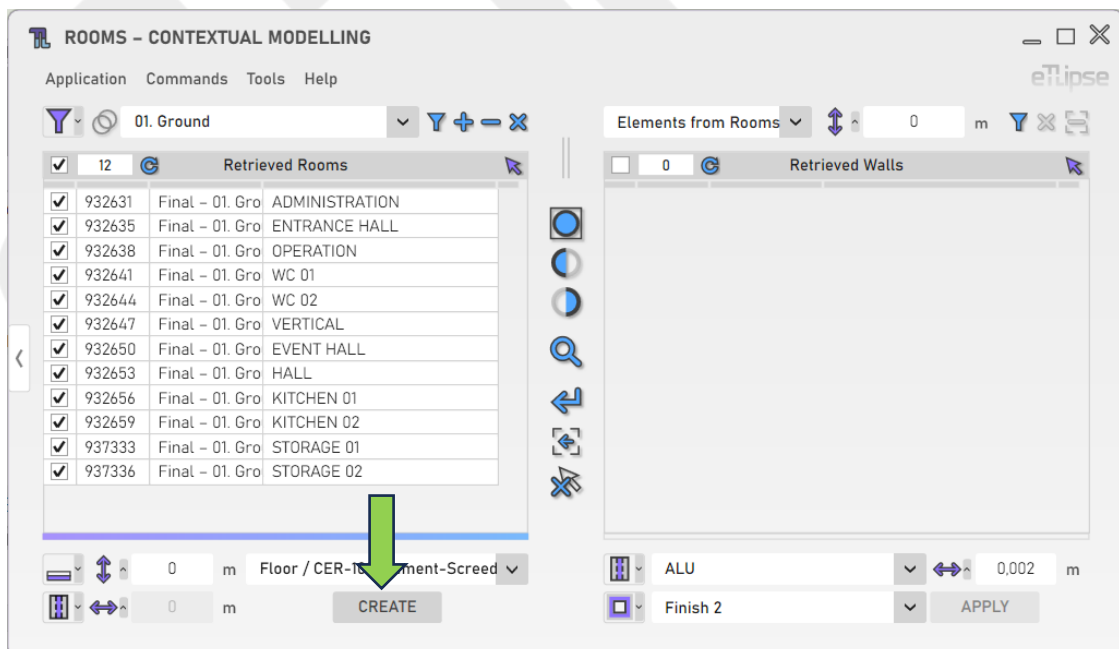 ROOMS – CONTEXTUAL MODELLING
Application Commands Tools Help
eTLipse
01. Ground
Elements from Rooms 0 m
12 Retrieved Rooms
0 Retrieved Walls
932631 Final – 01. Gro ADMINISTRATION
932635 Final – 01. Gro ENTRANCE HALL
932638 Final – 01. Gro OPERATION
932641 Final – 01. Gro WC 01
932644 Final – 01. Gro WC 02
932647 Final – 01. Gro VERTICAL
932650 Final – 01. Gro EVENT HALL
932653 Final – 01. Gro HALL
932656 Final – 01. Gro KITCHEN 01
932659 Final – 01. Gro KITCHEN 02
937333 Final – 01. Gro STORAGE 01
937336 Final – 01. Gro STORAGE 02
0 m Floor /
0 m CREATE
ALU 0,002 m
Finish 2 APPLY